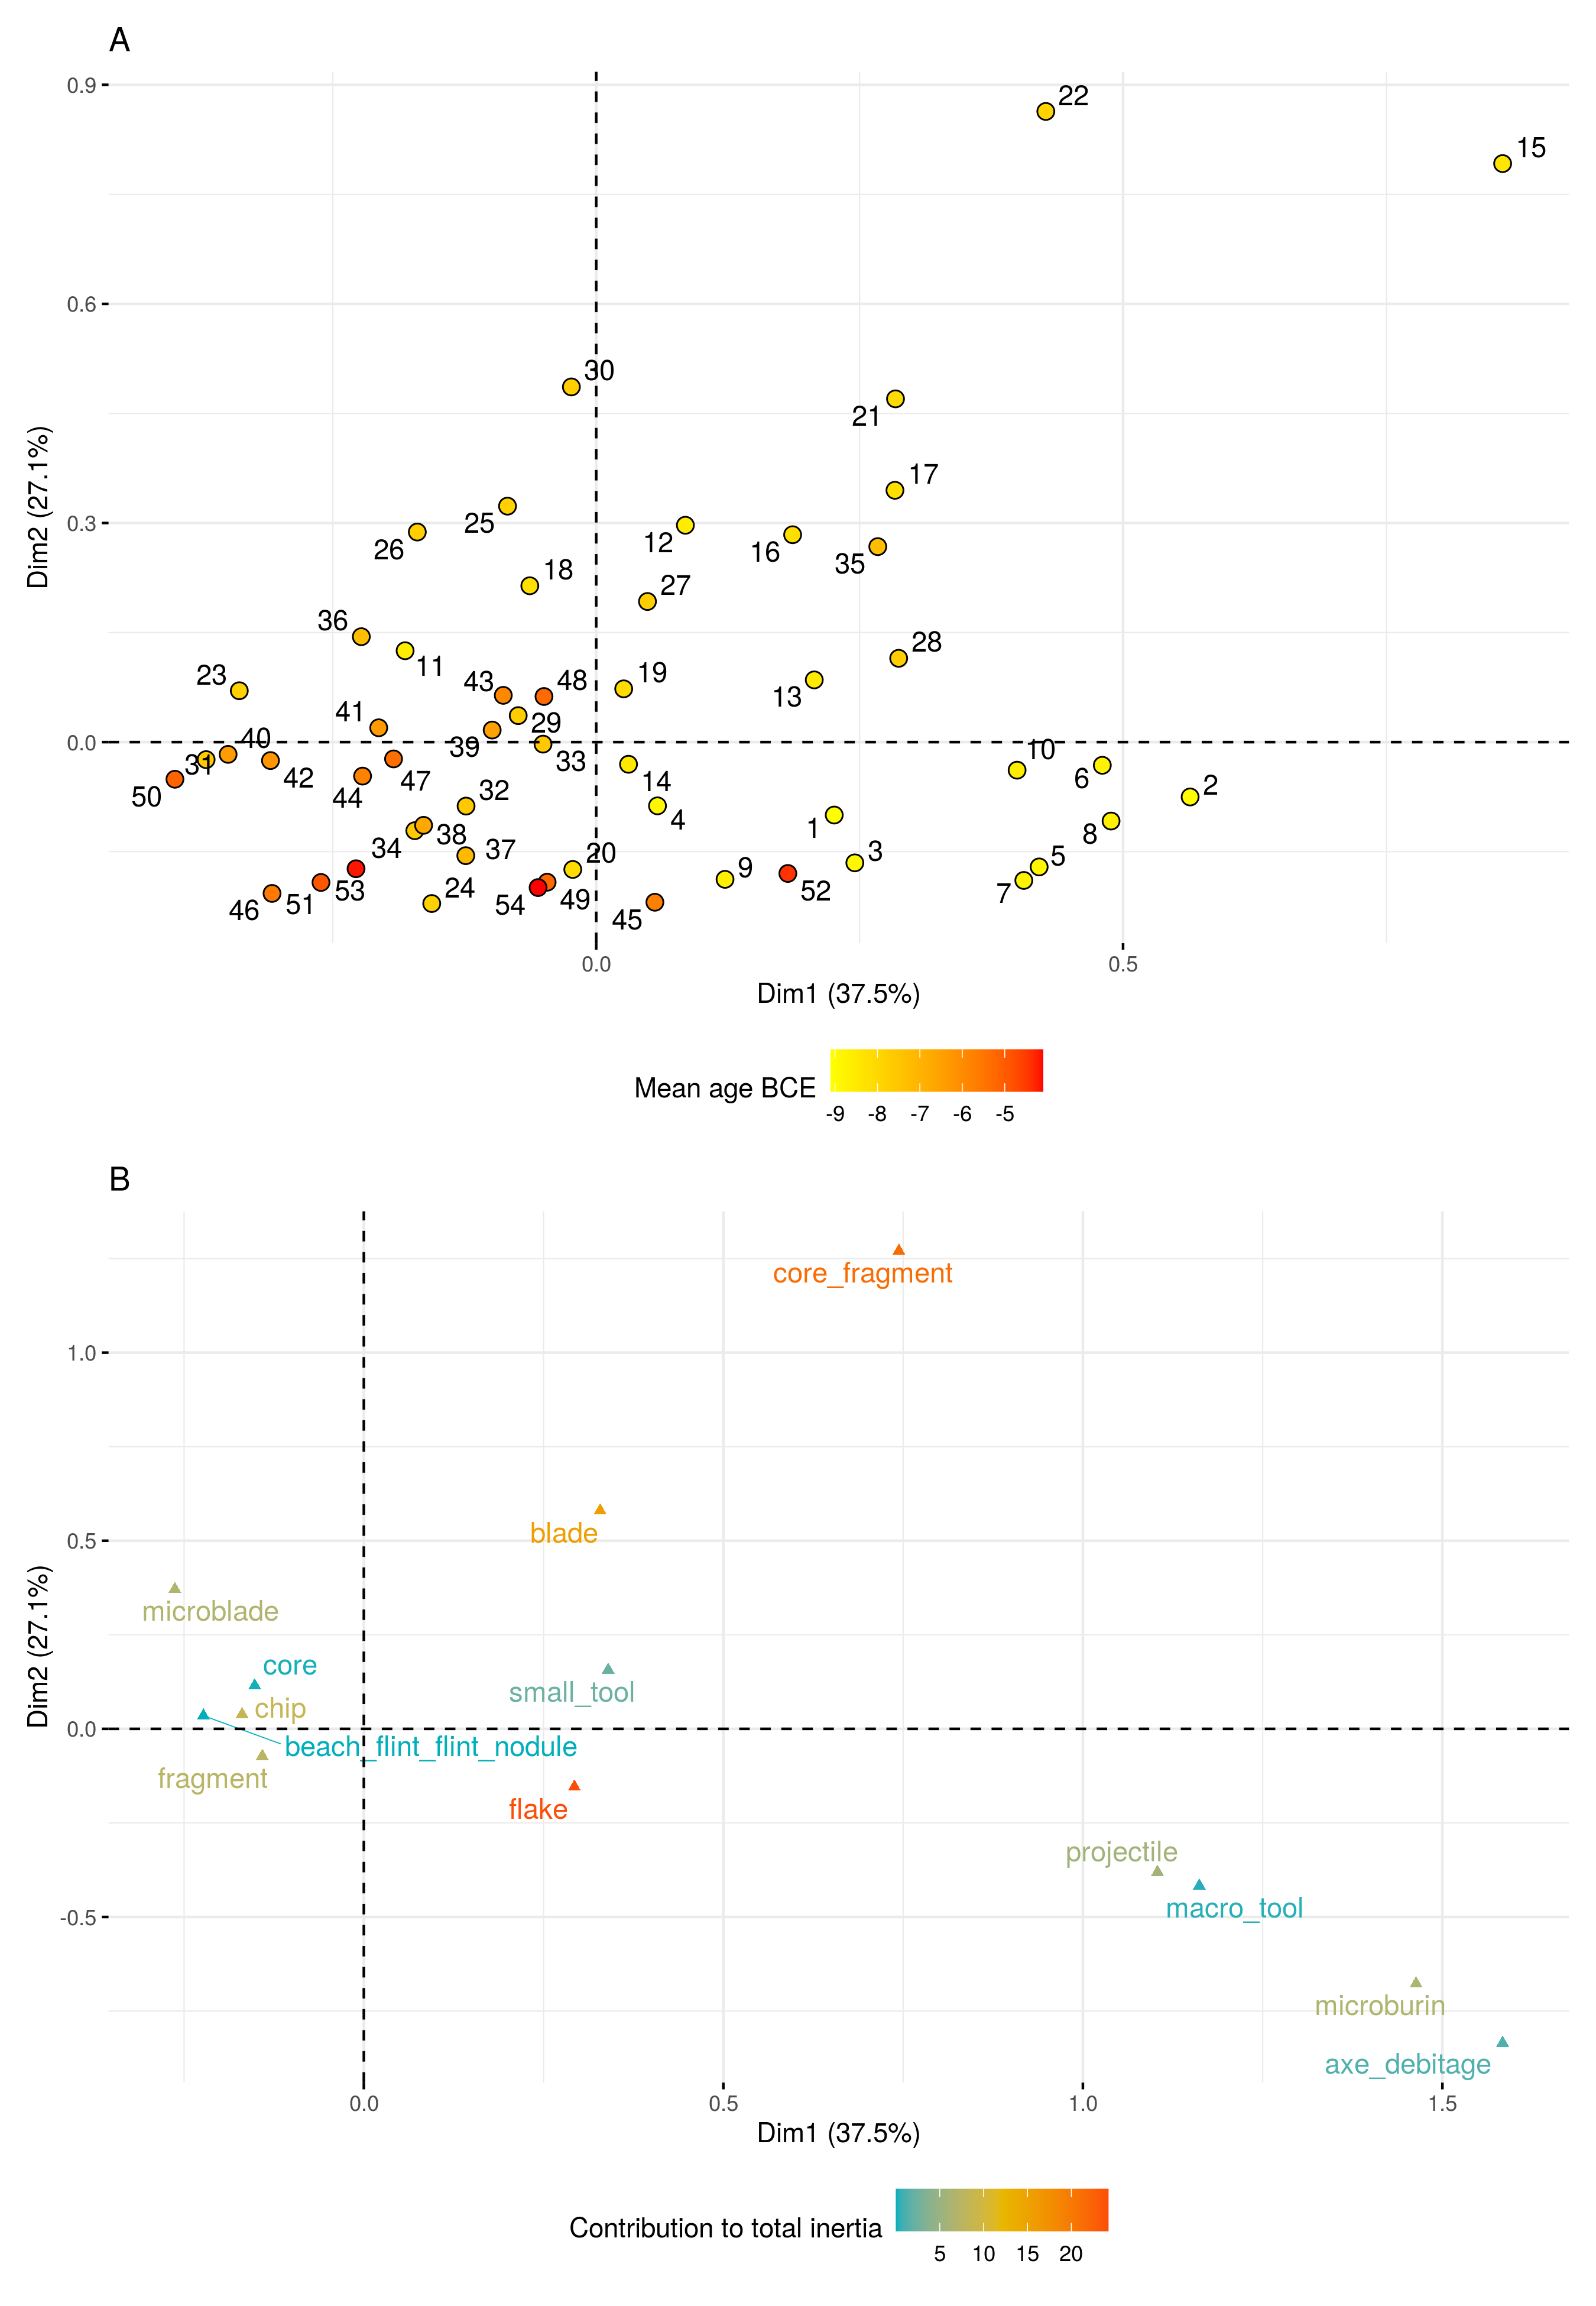 A
0.9
22
15
0.6
30
21
17
0.3
25
26
12
16
35
18
27
36
11
28
23
43
48
19
13
41
29
0.0
40
39
33
10
31
42
47
14
6
2
50
44
32
4
1
8
34
38
37
20
3
5
9
46
51
53
24
54
49
45
52
7
Dim2 (27.1%)
0.0
0.5
Dim1 (37.5%)
Mean age BCE
-9 -8 -7 -6 -5
B
core_fragment
1.0
blade
0.5
microblade
core
small_tool
chip
0.0
beach_flint_flint_nodule
fragment
flake
projectile
macro_tool
-0.5
microburin
axe_debitage
Dim2 (27.1%)
0.0
0.5
1.0
1.5
Dim1 (37.5%)
Contribution to total inertia
5 10 15 20